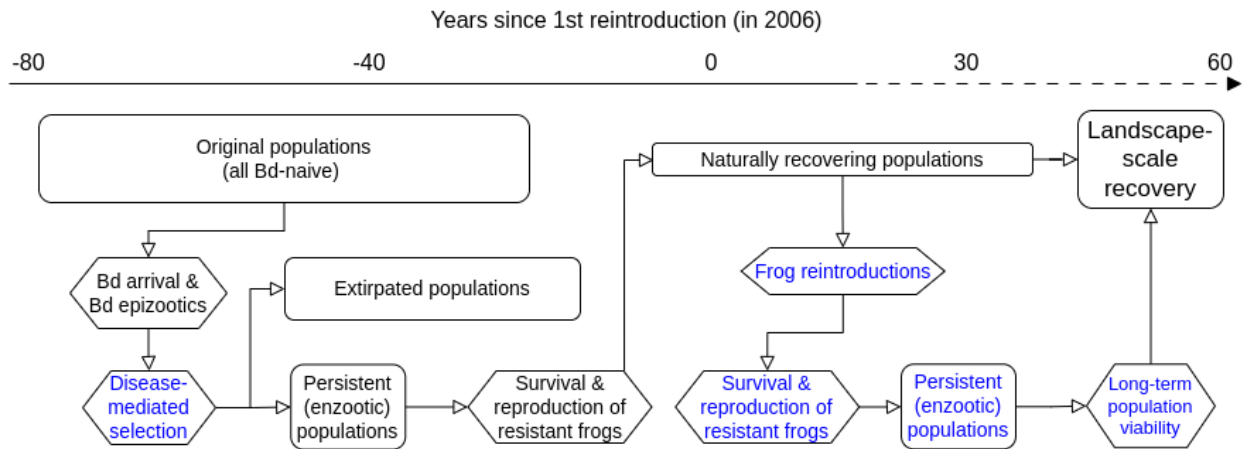 Years since 1st reintroduction (in 2006)
-80
-40
0
30
60
Original populations
(all Bd-naive)
Naturally recovering populations
Landscape-
scale
recovery
Bd arrival &
Bd epizootics
Extirpated populations
Frog reintroductions
Disease-
mediated
selection
Persistent
(enzootic)
populations
Survival &
reproduction of
resistant frogs
Survival &
reproduction of
resistant frogs
Persistent
(enzootic)
populations
Long-term
population
viability